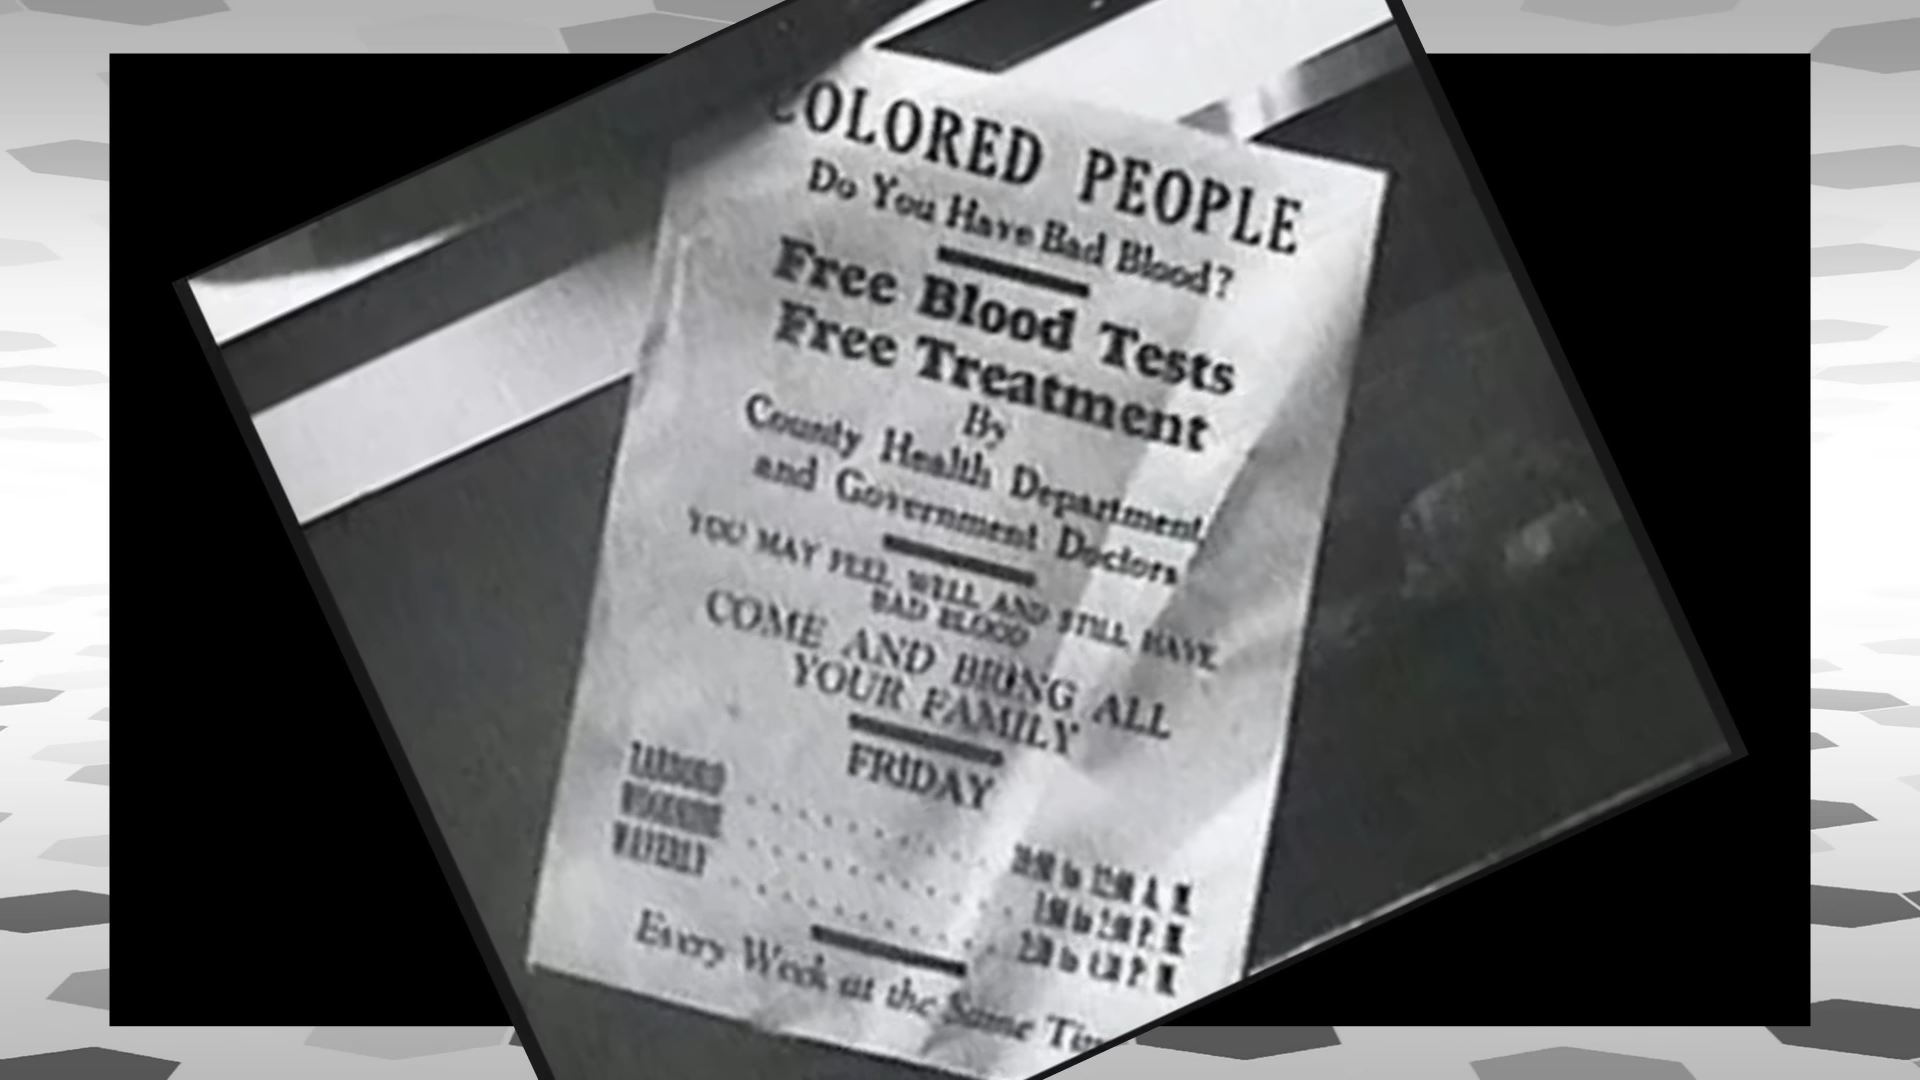 COLORED PEOPLE
Do You Have Bad Blood?
Free Blood Tests
Free Treatment
By
County Health Department
and Government Doctors
YOU MAY FEEL WELL AND STILL HAVE
BAD BLOOD
COME AND BRING ALL
YOUR FAMILY
FRIDAY
WAVERLY
Every Week at the Same